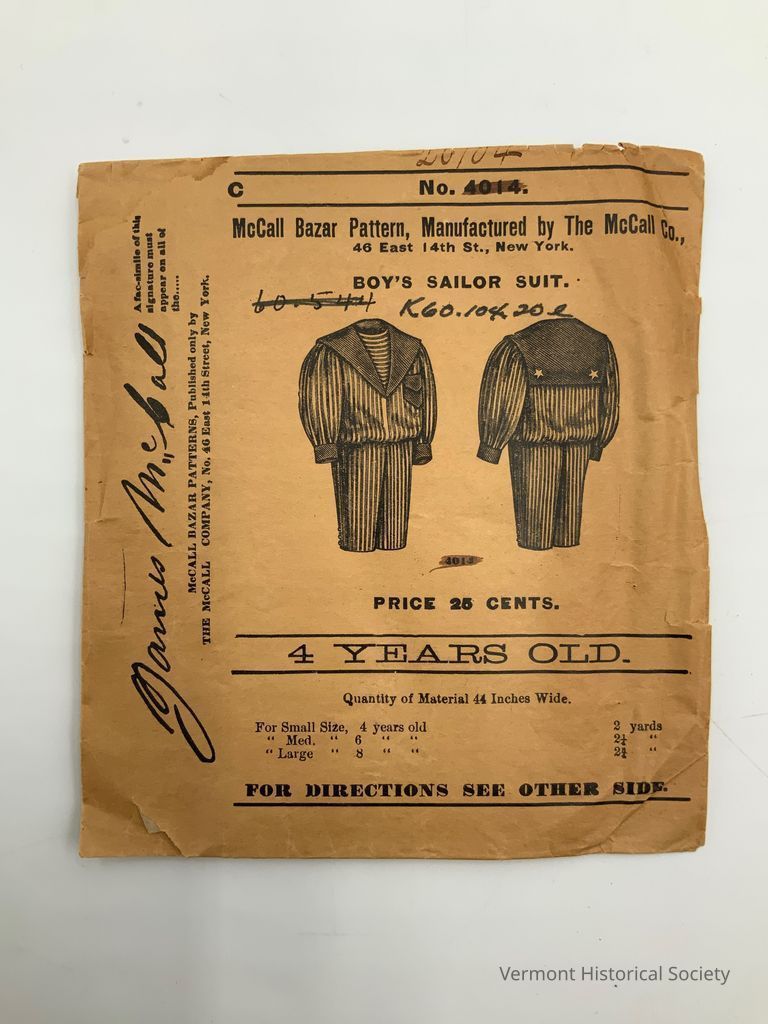 20104
C
No. 4014.
McCall Bazar Pattern, Manufactured by The McCall Co.,
46 East 14th St., New York.
BOY'S SAILOR SUIT.
60-544
K60.104.20e
4014
PRICE 25 CENTS.
4 YEARS OLD.
Quantity of Material 44 Inches Wide.
For Small Size, 4 years old 2 yards
“ Med. “ 6 “ “ 2¼ “
“ Large “ 8 “ “ 2¾ “
FOR DIRECTIONS SEE OTHER SIDE.
A fac-simile of this
signature must
appear on all of
the......
James McCall
McCALL BAZAR PATTERNS, Published only by
THE McCALL COMPANY, No. 46 East 14th Street, New York.
Vermont Historical Society